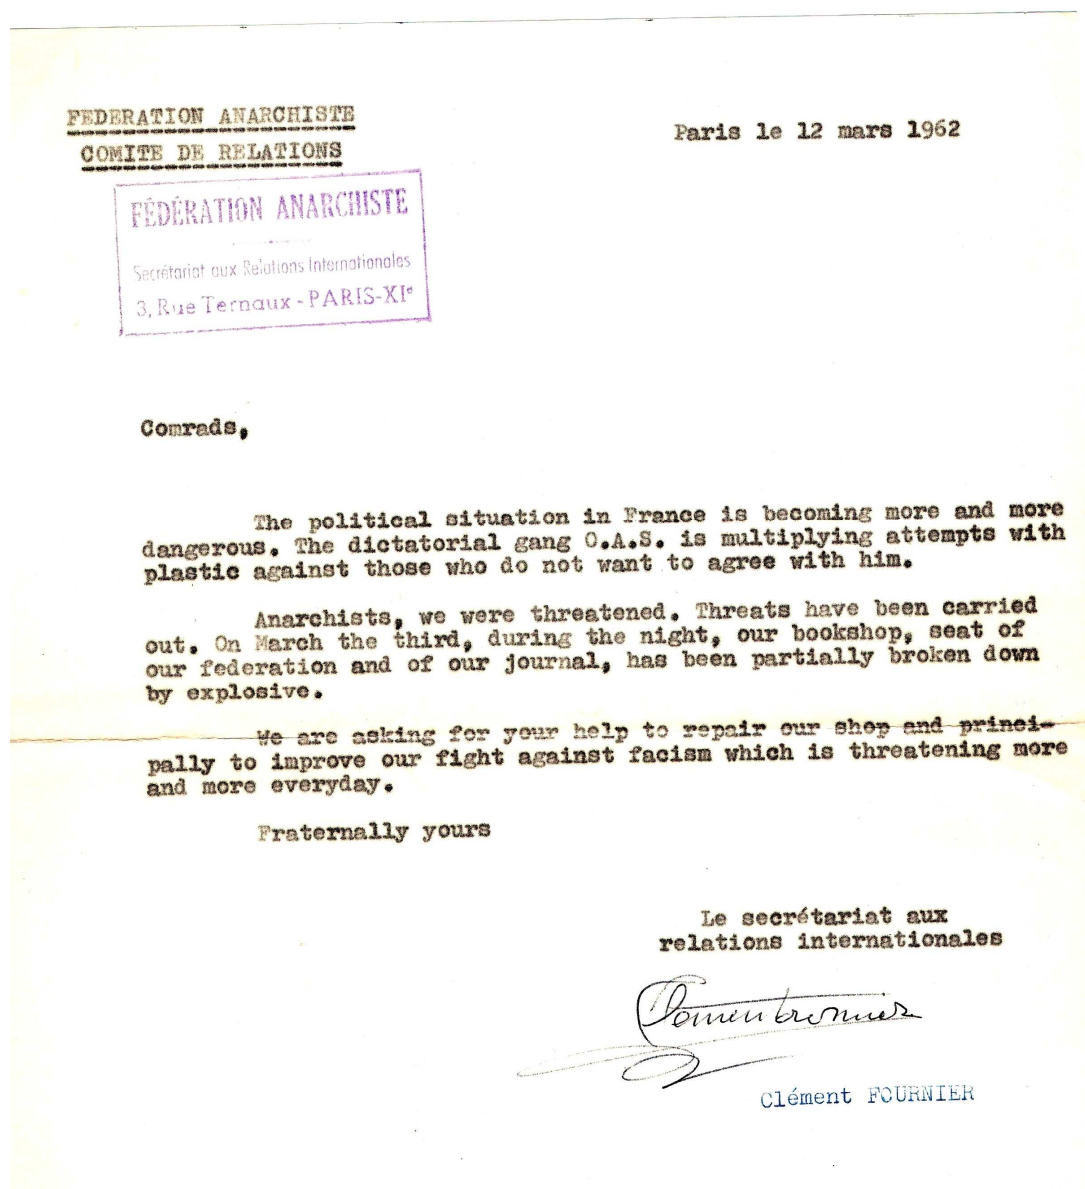 FEDERATION ANARCHISTE
COMITE DE RELATIONS
Paris le 12 mars 1962
FÉDÉRATION ANARCHISTE
Secrétariat aux Relations Internationales
3, Rue Ternaux - PARIS-XIe
Comrads,
The political situation in France is becoming more and more
dangerous. The dictatorial gang O.A.S. is multiplying attempts with
plastic against those who do not want to agree with him.
Anarchists, we were threatened. Threats have been carried
out. On March the third, during the night, our bookshop, seat of
our federation and of our journal, has been partially broken down
by explosive.
We are asking for your help to repair our shop and princi-
pally to improve our fight against facism which is threatening more
and more everyday.
Fraternally yours
Le secrétariat aux
relations internationales
Clément FOURNIER